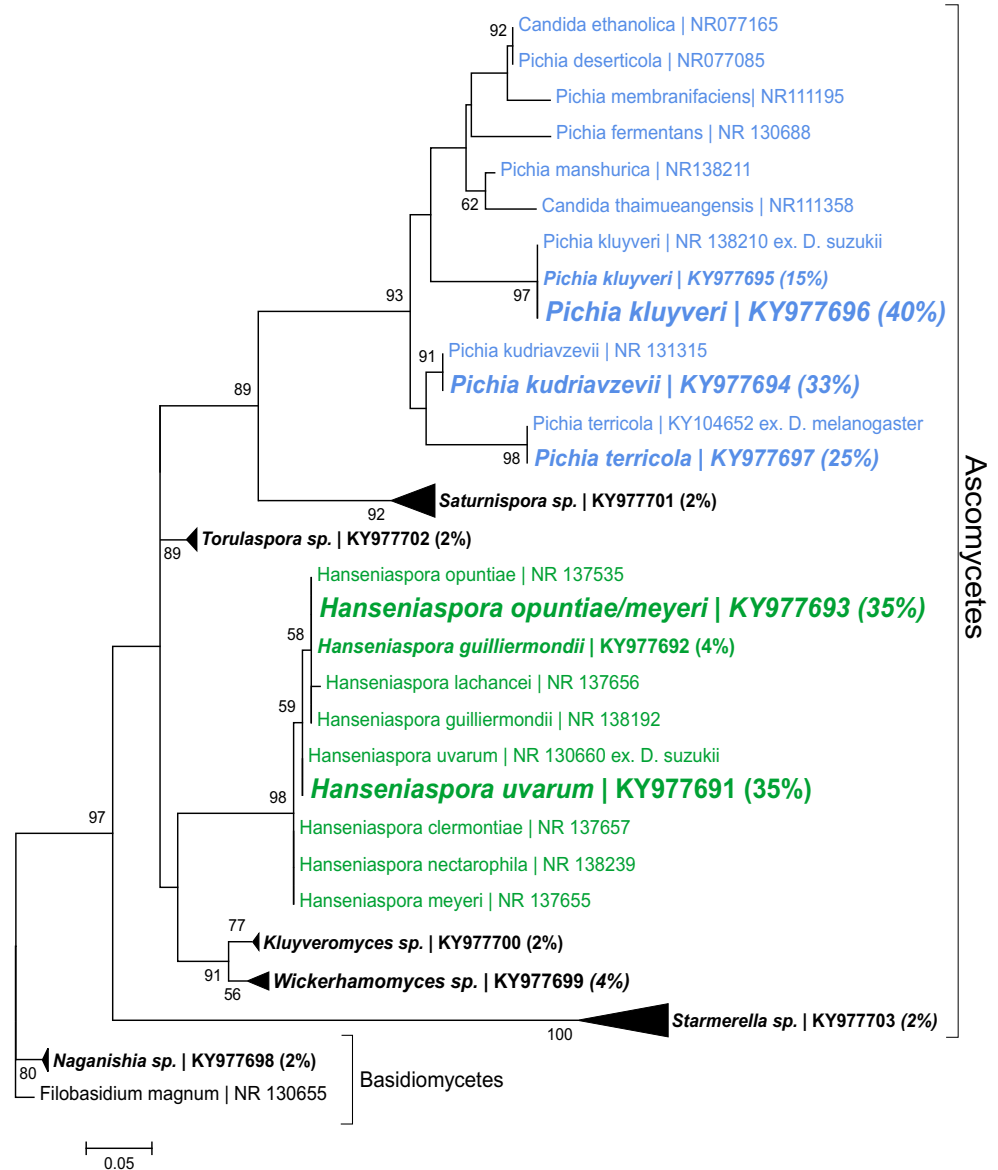 92
Candida ethanolica | NR077165
Pichia deserticola | NR077085
Pichia membranifaciens| NR111195
Pichia fermentans | NR 130688
Pichia manshurica | NR138211
62
Candida thaimueangensis | NR111358
Pichia kluyveri | NR 138210 ex. D. suzukii
Pichia kluyveri | KY977695 (15%)
93
97
Pichia kluyveri | KY977696 (40%)
91
Pichia kudriavzevii | NR 131315
Pichia kudriavzevii | KY977694 (33%)
89
Pichia terricola | KY104652 ex. D. melanogaster
98
Pichia terricola | KY977697 (25%)
Saturnispora sp. | KY977701 (2%)
92
Torulaspora sp. | KY977702 (2%)
89
Ascomycetes
Hanseniaspora opuntiae | NR 137535
Hanseniaspora opuntiae/meyeri | KY977693 (35%)
58
Hanseniaspora guilliermondii | KY977692 (4%)
Hanseniaspora lachancei | NR 137656
59
Hanseniaspora guilliermondii | NR 138192
Hanseniaspora uvarum | NR 130660 ex. D. suzukii
Hanseniaspora uvarum | KY977691 (35%)
98
97
Hanseniaspora clermontiae | NR 137657
Hanseniaspora nectarophila | NR 138239
Hanseniaspora meyeri | NR 137655
77
Kluyveromyces sp. | KY977700 (2%)
91
Wickerhamomyces sp. | KY977699 (4%)
56
Starmerella sp. | KY977703 (2%)
100
Naganishia sp. | KY977698 (2%)
80
Basidiomycetes
Filobasidium magnum | NR 130655
0.05